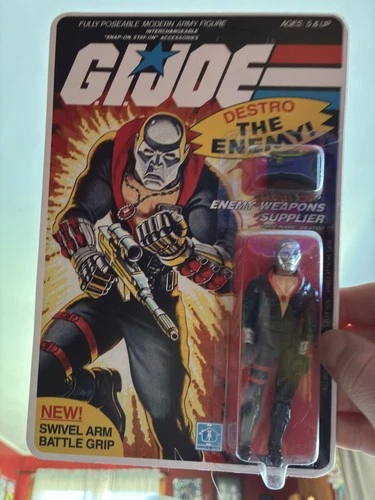 FULLY POSEABLE MODERN ARMY FIGURE
INTERCHANGEABLE
"SNAP-ON, STAY-ON" ACCESSORIES
AGES: 5 & UP
G.I.JOE
DESTRO
THE
ENEMY!
ENEMY WEAPONS
SUPPLIER
NEW!
SWIVEL ARM
BATTLE GRIP